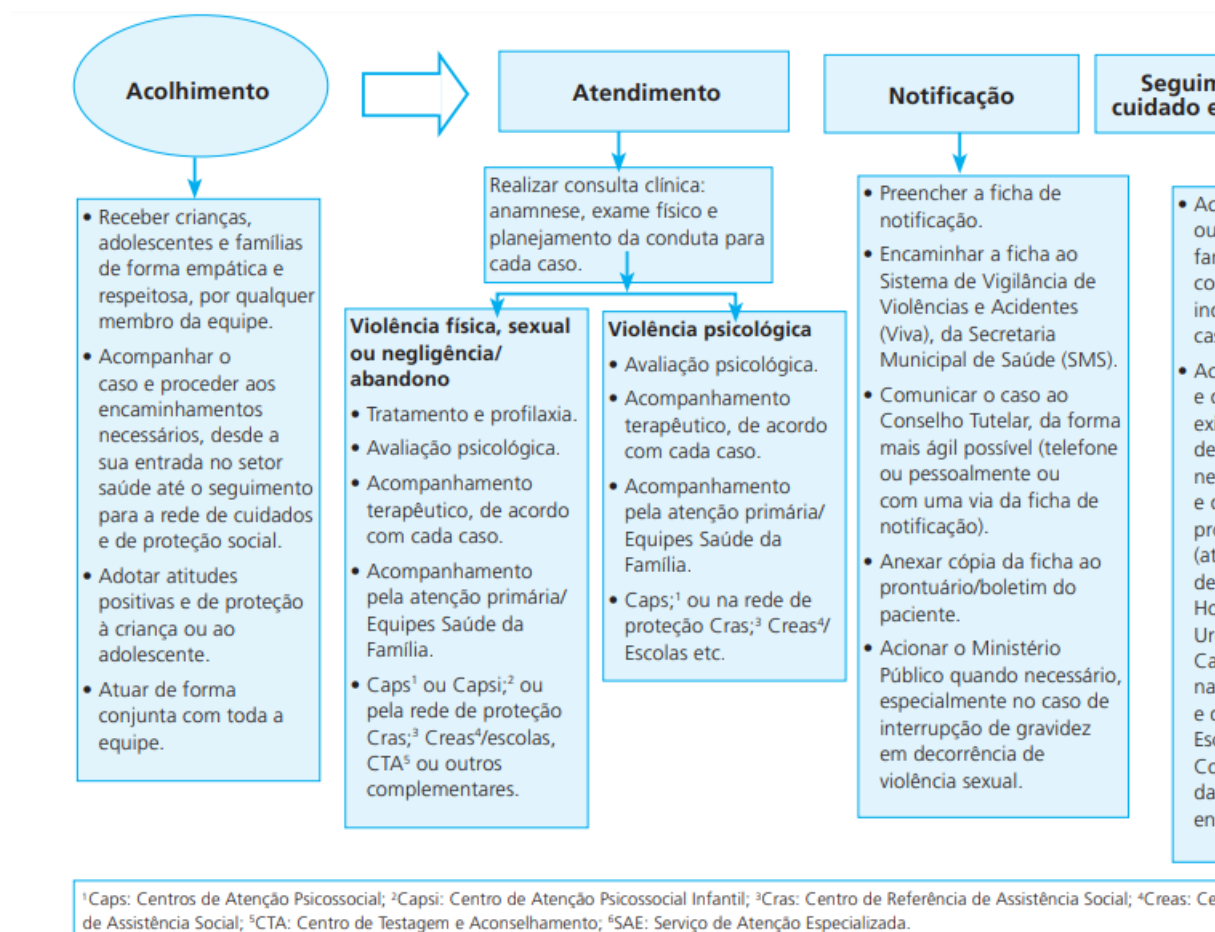 Acolhimento
Receber crianças,
adolescentes e famílias
de forma empática e
respeitosa, por qualquer
membro da equipe.
Acompanhar o
caso e proceder aos
encaminhamentos
necessários, desde a
sua entrada no setor
saúde até o seguimento
para a rede de cuidados
e de proteção social.
Adotar atitudes
positivas e de proteção
à criança ou ao
adolescente.
Atuar de forma
conjunta com toda a
equipe.
Atendimento
Realizar consulta clínica:
anamnese, exame físico e
planejamento da conduta para
cada caso.
Violência física, sexual
ou negligência/
abandono
Tratamento e profilaxia.
Avaliação psicológica.
Acompanhamento
terapêutico, de acordo
com cada caso.
Acompanhamento
pela atenção primária/
Equipes Saúde da
Família.
Caps¹ ou Capsi;² ou
pela rede de proteção
Cras;³ Creas⁴/escolas,
CTA⁵ ou outros
complementares.
Violência psicológica
Avaliação psicológica.
Acompanhamento
terapêutico, de acordo
com cada caso.
Acompanhamento
pela atenção primária/
Equipes Saúde da
Família.
Caps;¹ ou na rede de
proteção Cras;³ Creas⁴/
Escolas etc.
Notificação
Preencher a ficha de
notificação.
Encaminhar a ficha ao
Sistema de Vigilância de
Violências e Acidentes
(Viva), da Secretaria
Municipal de Saúde (SMS).
Comunicar o caso ao
Conselho Tutelar, da forma
mais ágil possível (telefone
ou pessoalmente ou
com uma via da ficha de
notificação).
Anexar cópia da ficha ao
prontuário/boletim do
paciente.
Acionar o Ministério
Público quando necessário,
especialmente no caso de
interrupção de gravidez
em decorrência de
violência sexual.
cuidado e
¹Caps: Centros de Atenção Psicossocial; ²Capsi: Centro de Atenção Psicossocial Infantil; ³Cras: Centro de Referência de Assistência Social; ⁴Creas:
de Assistência Social; ⁵CTA: Centro de Testagem e Aconselhamento; ⁶SAE: Serviço de Atenção Especializada.